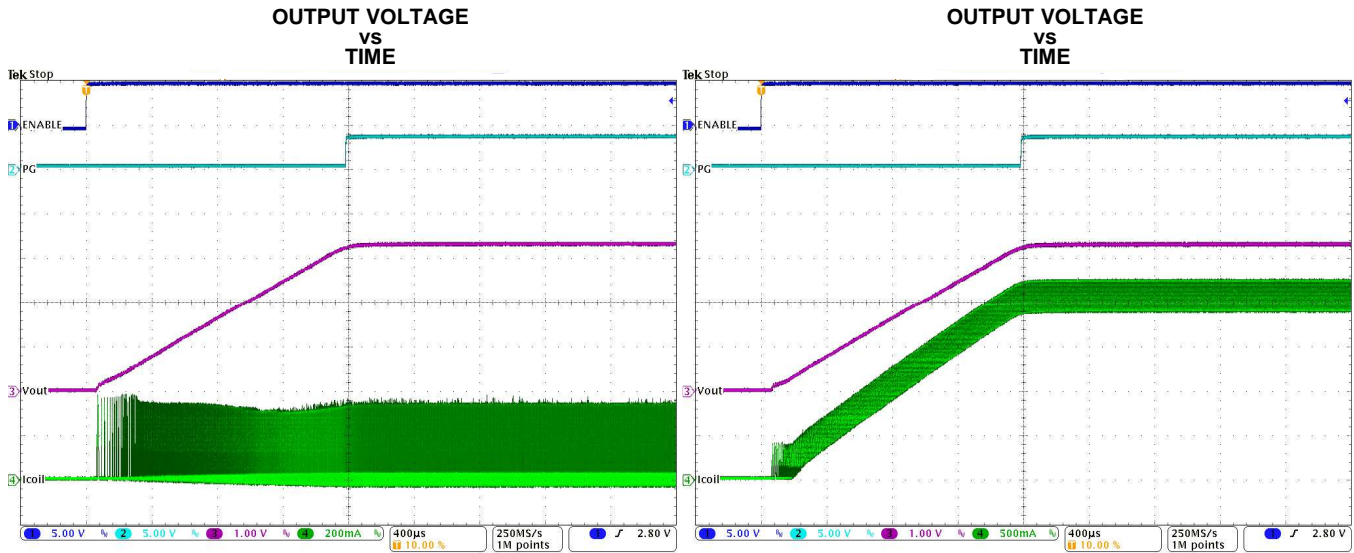 OUTPUT VOLTAGE
vs
TIME
Tek Stop
T
1 ENABLE
2 PG
3 Vout
4 Icoil
1 5.00 V 2 5.00 V 3 1.00 V 4 200mA
400µs
T 10.00 %
250MS/s
1M points
1 2.80 V
OUTPUT VOLTAGE
vs
TIME
Tek Stop
T
1 ENABLE
2 PG
3 Vout
4 Icoil
1 5.00 V 2 5.00 V 3 1.00 V 4 500mA
400µs
T 10.00 %
250MS/s
1M points
1 2.80 V